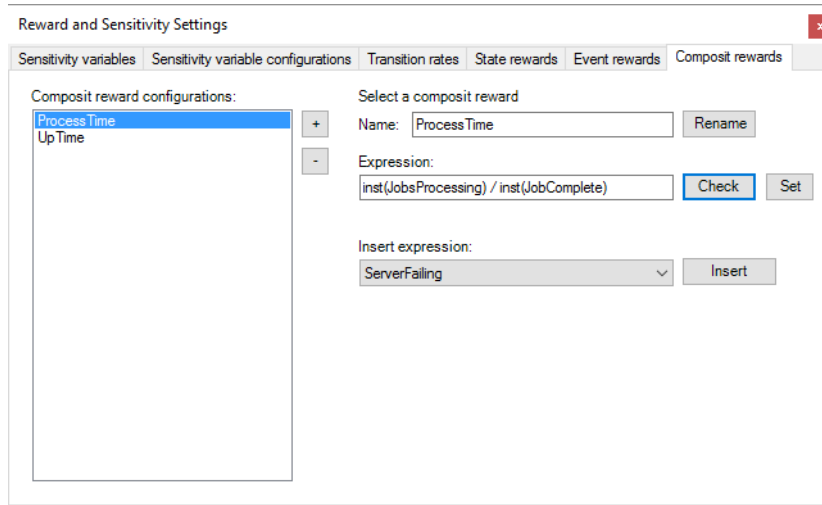 Reward and Sensitivity Settings
x
Sensitivity variables Sensitivity variable configurations Transition rates State rewards Event rewards Composit rewards
Composit reward configurations:
ProcessTime
UpTime
+
-
Select a composit reward
Name: ProcessTime Rename
Expression:
inst(JobsProcessing) / inst(JobComplete) Check Set
Insert expression:
ServerFailing Insert